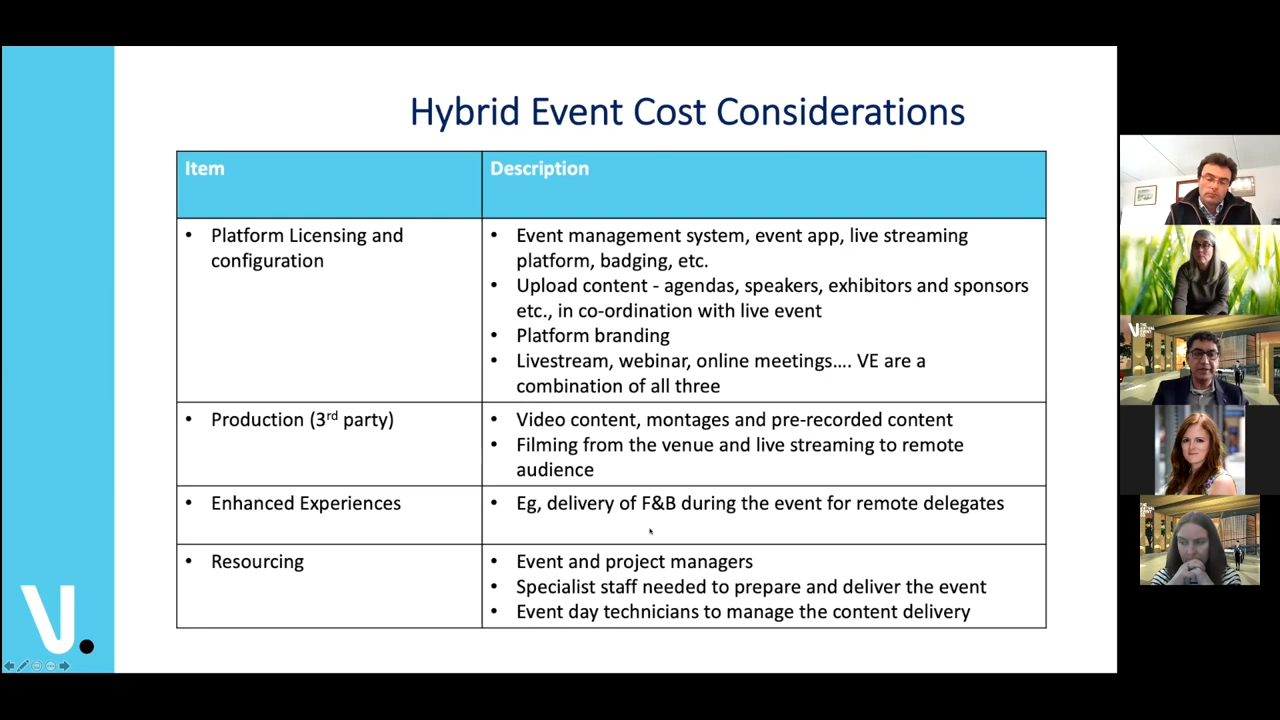 Hybrid Event Cost Considerations
Item
Description
• Platform Licensing and
configuration
• Event management system, event app, live streaming
platform, badging, etc.
• Upload content - agendas, speakers, exhibitors and sponsors
etc., in co-ordination with live event
• Platform branding
• Livestream, webinar, online meetings.... VE are a
combination of all three
• Production (3rd party)
• Video content, montages and pre-recorded content
• Filming from the venue and live streaming to remote
audience
• Enhanced Experiences
• Eg, delivery of F&B during the event for remote delegates
• Resourcing
• Event and project managers
• Specialist staff needed to prepare and deliver the event
• Event day technicians to manage the content delivery
V.